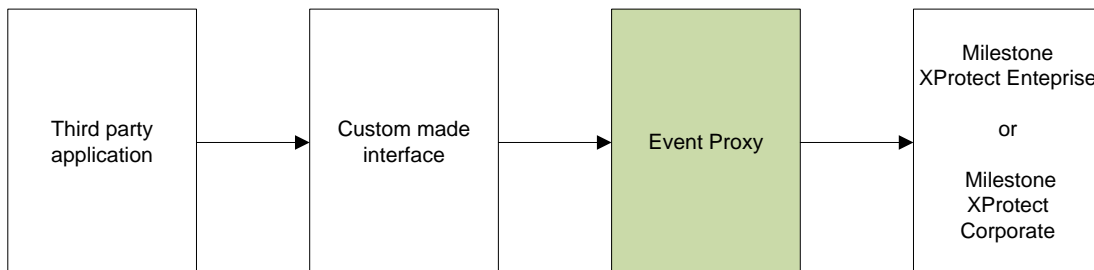 Third party
application
Custom made
interface
Event Proxy
Milestone
XProtect Enteprise
or
Milestone
XProtect
Corporate